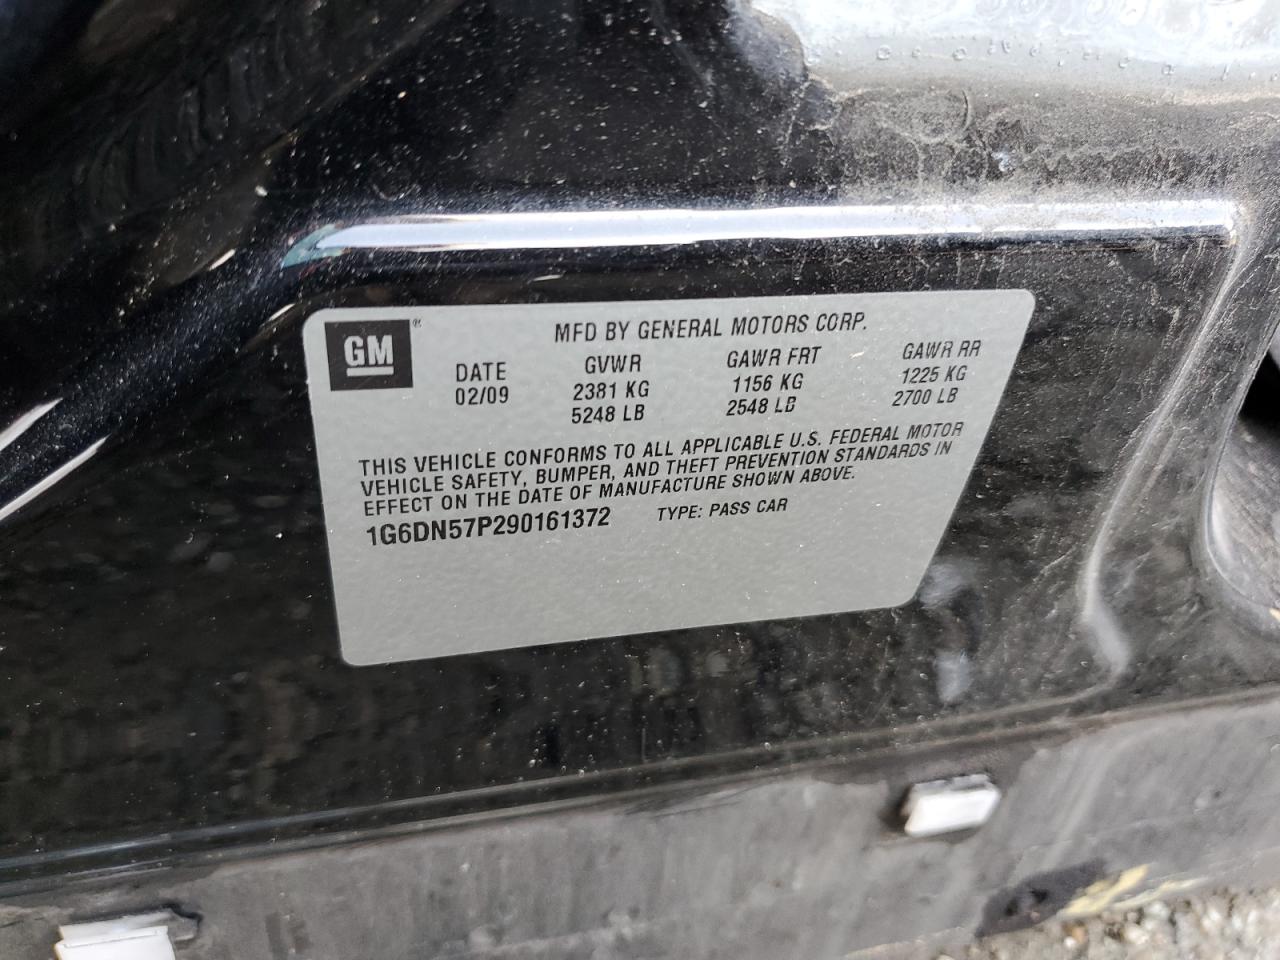 GM®
MFD BY GENERAL MOTORS CORP.
DATE GVWR GAWR FRT GAWR RR
02/09 2381 KG 1156 KG 1225 KG
5248 LB 2548 LB 2700 LB
THIS VEHICLE CONFORMS TO ALL APPLICABLE U.S. FEDERAL MOTOR
VEHICLE SAFETY, BUMPER, AND THEFT PREVENTION STANDARDS IN
EFFECT ON THE DATE OF MANUFACTURE SHOWN ABOVE.
1G6DN57P290161372 TYPE: PASS CAR